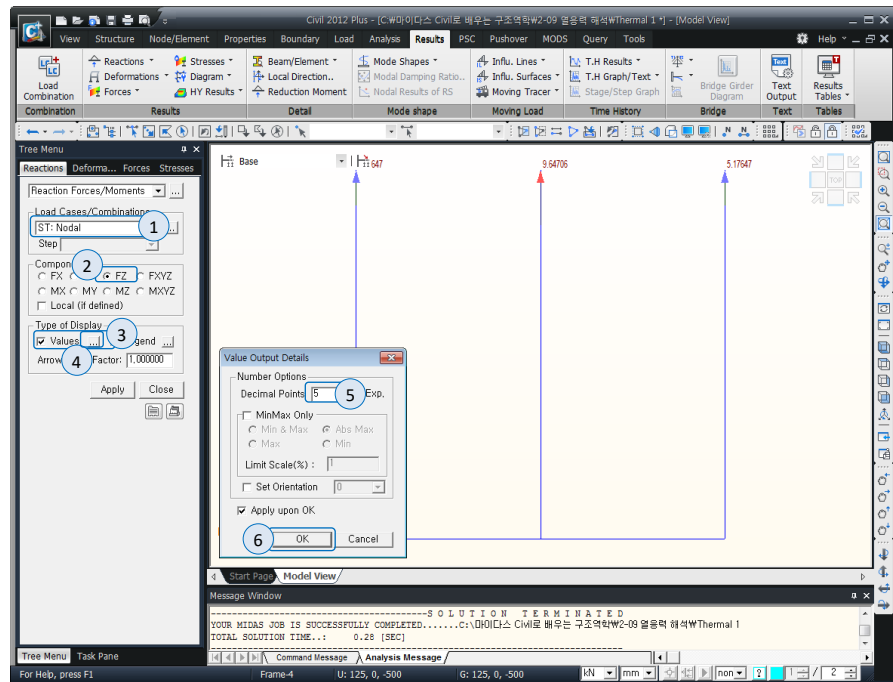 Civil 2012 Plus - [C:₩마이다스 Civil로 배우는 구조역학₩2-09 열응력 해석₩Thermal 1 *] - [Model View]
View Structure Node/Element Properties Boundary Load Analysis Results PSC Pushover MODS Query Tools Help
Load Combination
Reactions
Deformations
Forces
Stresses
Diagram
HY Results
Beam/Element
Local Direction..
Reduction Moment
Mode Shapes
Modal Damping Ratio..
Nodal Results of RS
Influ. Lines
Influ. Surfaces
Moving Tracer
T.H Results
T.H Graph/Text
Stage/Step Graph
Bridge Girder Diagram
Text Output
Results Tables
Combination Results Detail Mode shape Moving Load Time History Bridge Text Tables
Tree Menu
Base
Reactions Deforma... Forces Stresses
Reaction Forces/Moments ...
Load Cases/Combinations
ST: Nodal
1
Step
Compon
2
FX FZ FXYZ
MX MY MZ MXYZ
Local (if defined)
Type of Display
Values ... 3 gend ...
Arrow 4 Factor: 1,000000
Apply Close
647
9.64706
5.17647
TOP
Value Output Details
Number Options
Decimal Points 5 5 Exp.
MinMax Only
Min & Max Abs Max
Max Min
Limit Scale(%) : 1
Set Orientation 0
Apply upon OK
6 OK Cancel
Start Page Model View
Message Window
SOLUTION TERMINATED
YOUR MIDAS JOB IS SUCCESSFULLY COMPLETED.......C:\마이다스 Civil로 배우는 구조역학₩2-09 열응력 해석₩Thermal 1
TOTAL SOLUTION TIME..: 0.28 [SEC]
Tree Menu Task Pane
Command Message Analysis Message
For Help, press F1 Frame-4 U: 125, 0, -500 G: 125, 0, -500 kN mm non 1 / 2